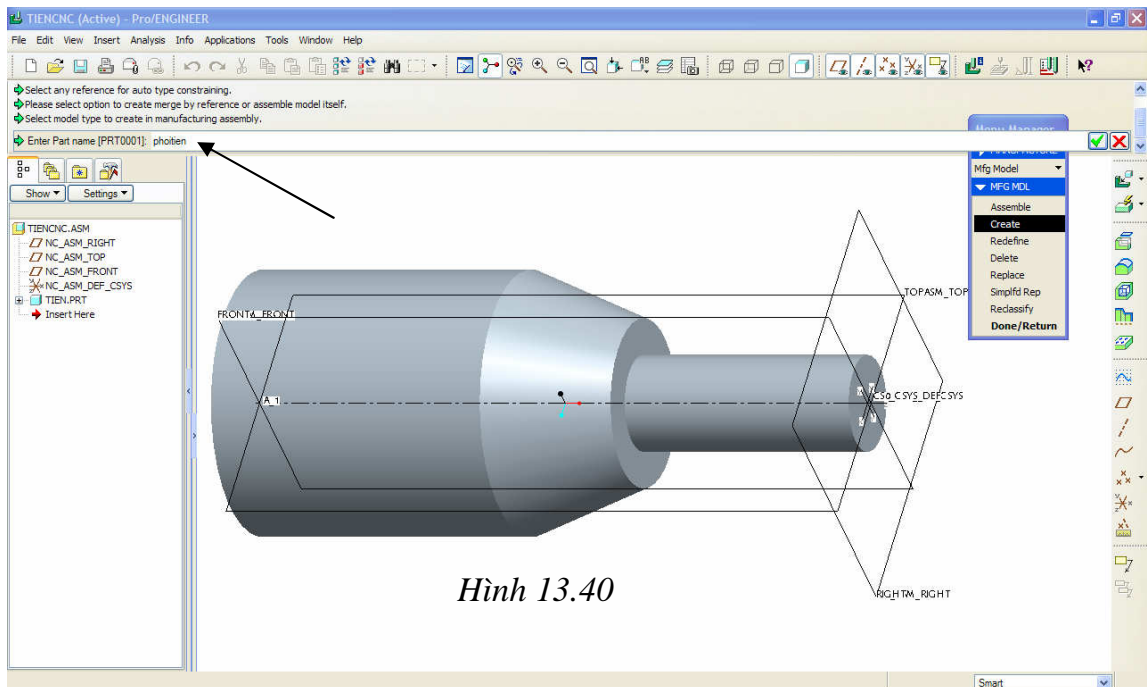 TIENCNC (Active) - Pro/ENGINEER
File Edit View Insert Analysis Info Applications Tools Window Help
Select any reference for auto type constraining.
Please select option to create merge by reference or assemble model itself.
Select model type to create in manufacturing assembly.
Enter Part name [PRT0001]: phoitien
Show Settings
TIENCNC.ASM
NC_ASM_RIGHT
NC_ASM_TOP
NC_ASM_FRONT
NC_ASM_DEF_CSYS
TIEN.PRT
Insert Here
Menu Manager
MANUFACTURE
Mfg Model
MFG MDL
Assemble
Create
Redefine
Delete
Replace
Simplfd Rep
Reclassify
Done/Return
TOPASM_TOP
A_1
Hình 13.40
Smart